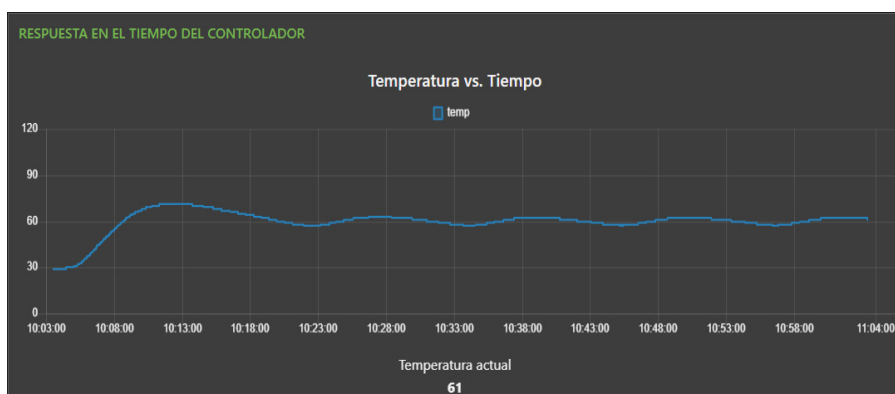 RESPUESTA EN EL TIEMPO DEL CONTROLADOR
Temperatura vs. Tiempo
temp
120
90
60
30
0
10:03:00 10:08:00 10:13:00 10:18:00 10:23:00 10:28:00 10:33:00 10:38:00 10:43:00 10:48:00 10:53:00 10:58:00 11:04:00
Temperatura actual
61